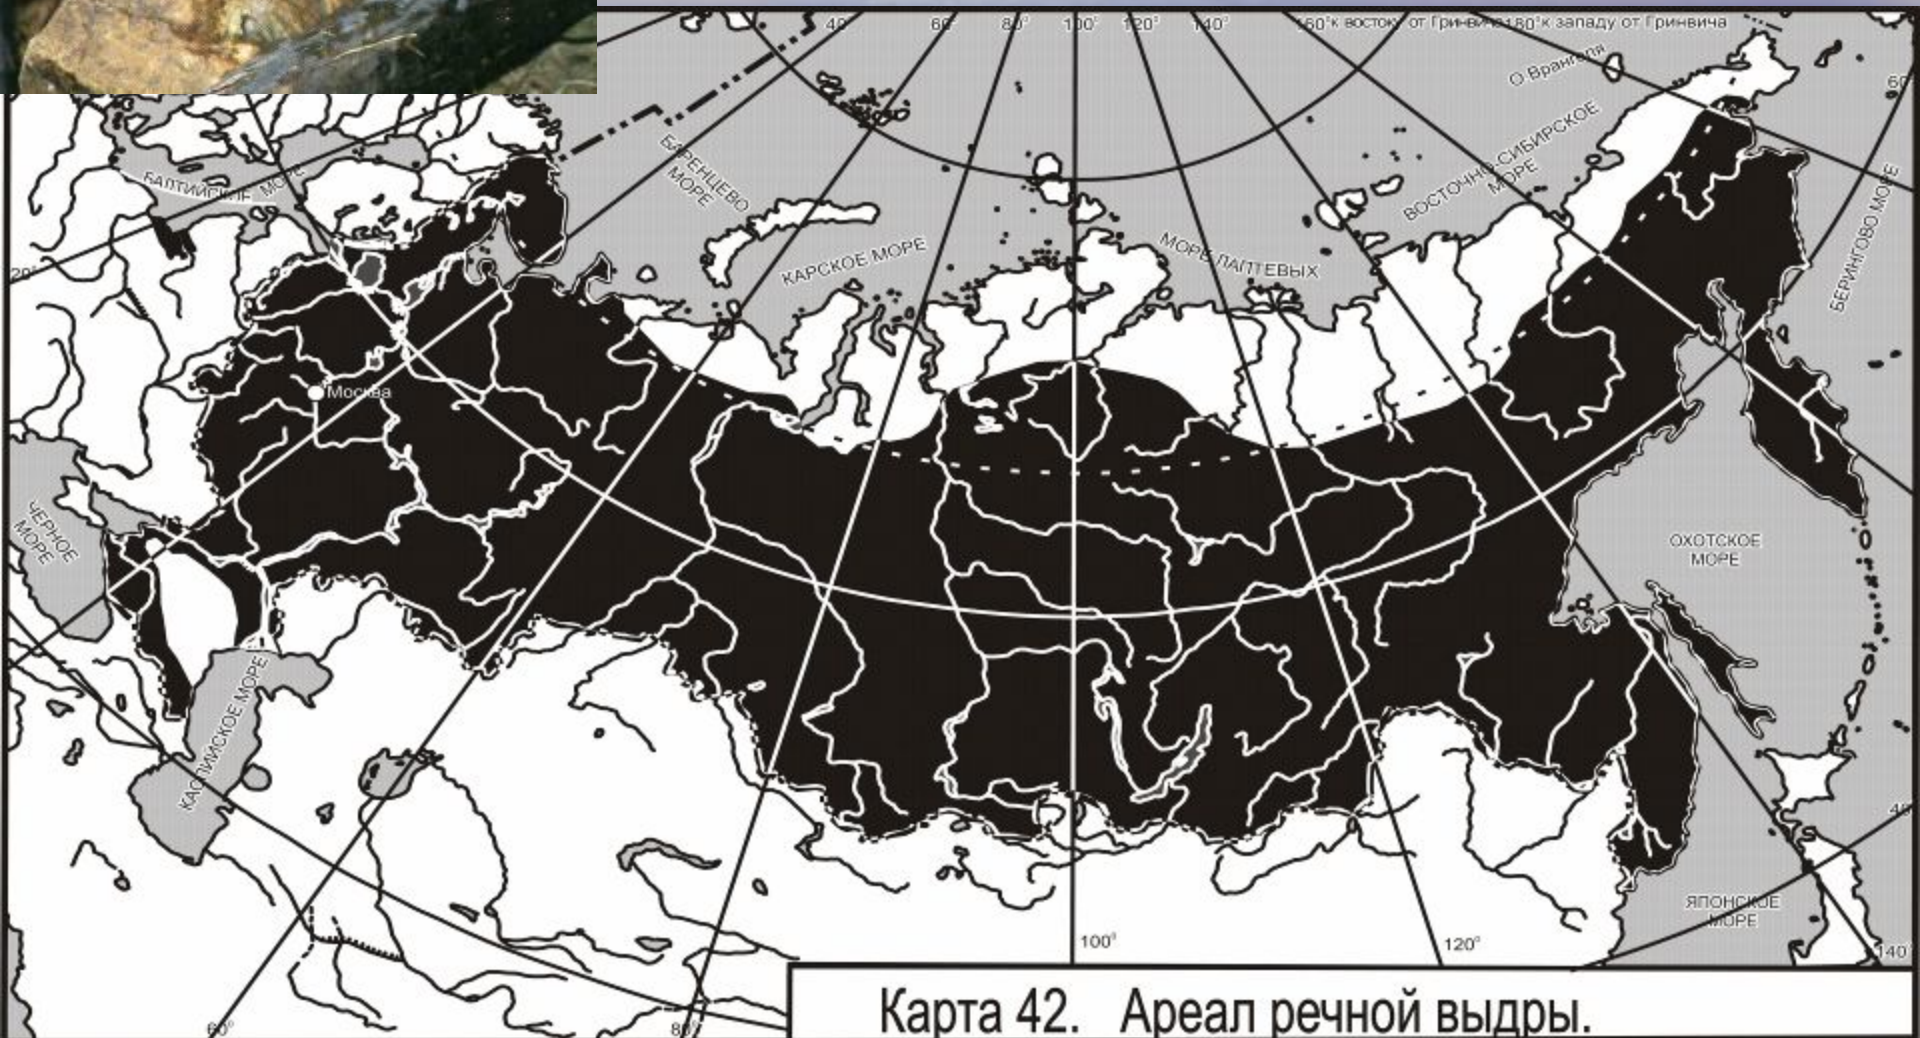 40°
60°
80°
100°
120°
140°
160°к востоку от Гринвича
180°к западу от Гринвича
О.Врангеля
60
БАРЕНЦЕВО
МОРЕ
ВОСТОЧНО-СИБИРСКОЕ
МОРЕ
БАЛТИЙСКОЕ МОРЕ
КАРСКОЕ МОРЕ
МОРЕ ЛАПТЕВЫХ
БЕРИНГОВО МОРЕ
20°
Москва
ЧЕРНОЕ
МОРЕ
ОХОТСКОЕ
МОРЕ
КАСПИЙСКОЕ МОРЕ
40
ЯПОНСКОЕ
МОРЕ
100°
120°
140°
60°
80°
Карта 42. Ареал речной выдры.